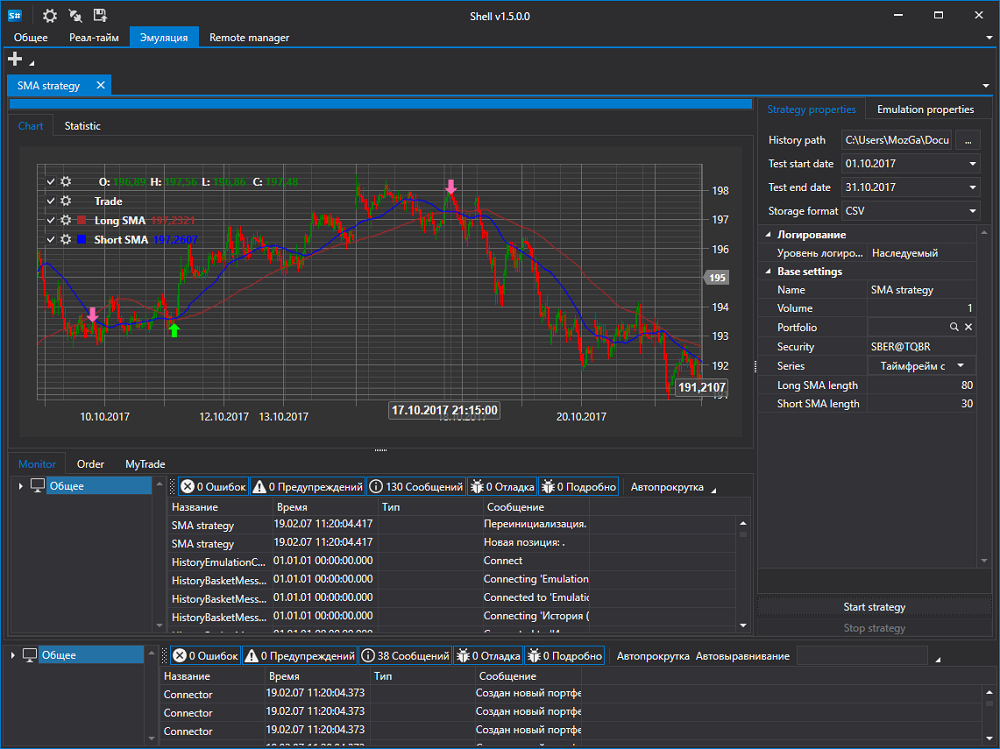 S# Shell v1.5.0.0
Общее Реал-тайм Эмуляция Remote manager
SMA strategy
Chart Statistic
O: 196,89 H: 197,56 L: 196,86 C: 197,48
Trade
Long SMA 197,2321
Short SMA 197,2607
198
197
196
195
194
193
192
191,2107
191
10.10.2017 12.10.2017 13.10.2017 17.10.2017 21:15:00 20.10.2017
Strategy properties Emulation properties
History path C:\Users\MozGa\Docu ...
Test start date 01.10.2017
Test end date 31.10.2017
Storage format CSV
Логирование
Уровень логиро... Наследуемый
Base settings
Name SMA strategy
Volume 1
Portfolio
Security SBER@TQBR
Series Таймфрейм с
Long SMA length 80
Short SMA length 30
Start strategy
Stop strategy
Monitor Order MyTrade
Общее
0 Ошибок 0 Предупреждений 130 Сообщений 0 Отладка 0 Подробно Автопрокрутка
Название Время Тип Сообщение
SMA strategy 19.02.07 11:20:04.417 Переинициализация.
SMA strategy 19.02.07 11:20:04.417 Новая позиция: .
HistoryEmulationC... 01.01.01 00:00:00.000 Connect
HistoryBasketMess... 01.01.01 00:00:00.000 Connecting 'Emulation
HistoryBasketMess... 01.01.01 00:00:00.000 Connected to 'Emulatic
HistoryBasketMess... 01.01.01 00:00:00.000 Connecting 'История (
Общее
0 Ошибок 0 Предупреждений 38 Сообщений 0 Отладка 0 Подробно Автопрокрутка Автовыравнивание
Название Время Тип Сообщение
Connector 19.02.07 11:20:04.373 Создан новый портфе
Connector 19.02.07 11:20:04.373 Создан новый портфе
Connector 19.02.07 11:20:04.373 Создан новый портфе